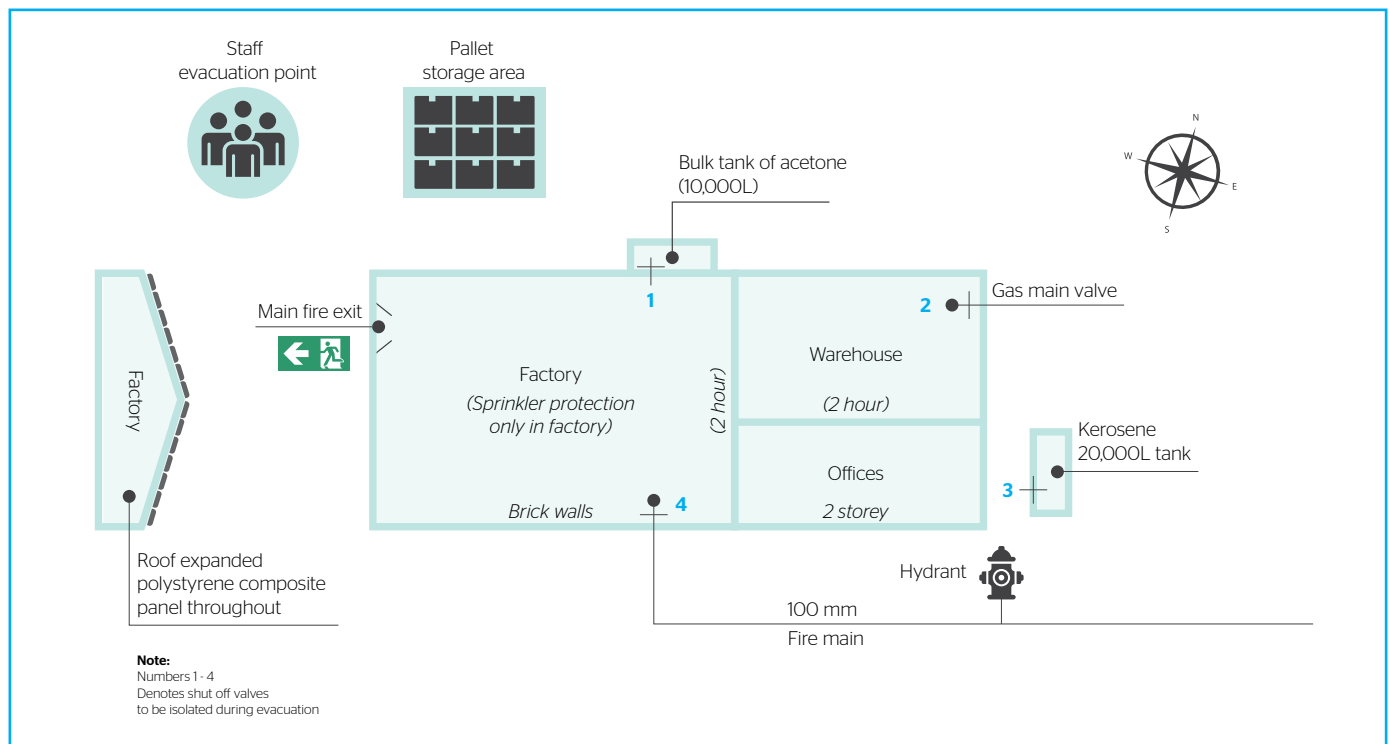 Staff
evacuation point
Pallet
storage area
N
W
E
S
Bulk tank of acetone
(10,000L)
1
2
Gas main valve
Main fire exit
Warehouse
(2 hour)
Factory
Factory
(Sprinkler protection
only in factory)
(2 hour)
Kerosene
20,000L tank
3
Offices
2 storey
Brick walls
4
Roof expanded
polystyrene composite
panel throughout
Hydrant
100 mm
Fire main
Note:
Numbers 1 - 4
Denotes shut off valves
to be isolated during evacuation